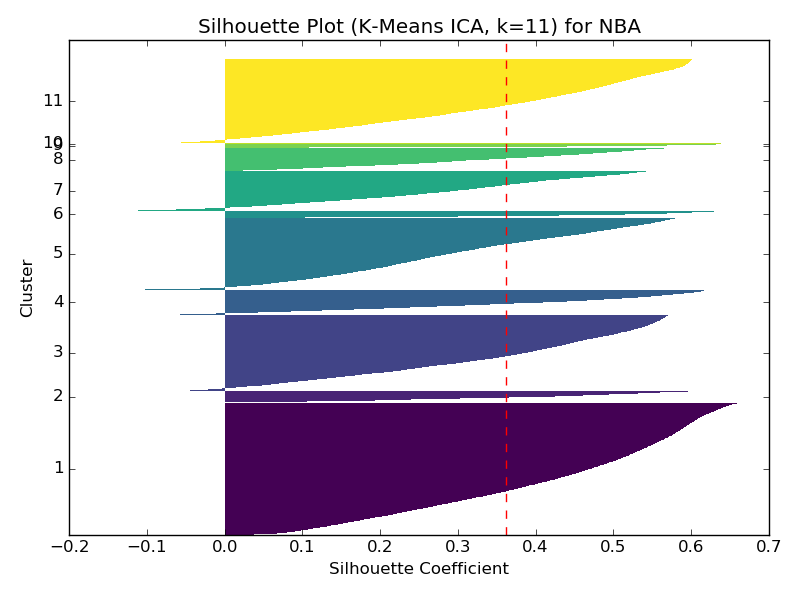 Silhouette Plot (K-Means ICA, k=11) for NBA
11
10
9
8
7
6
5
4
3
2
1
Cluster
−0.2 −0.1 0.0 0.1 0.2 0.3 0.4 0.5 0.6 0.7
Silhouette Coefficient